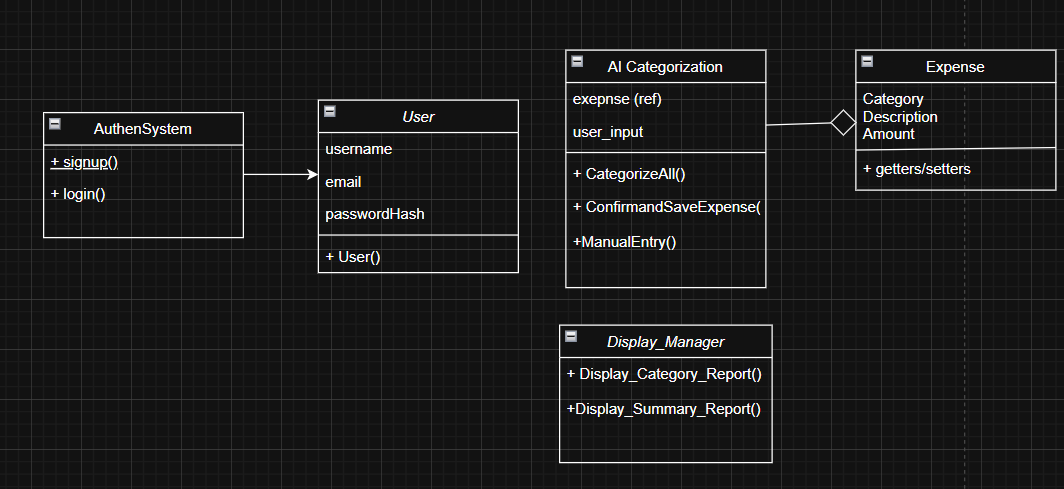 AuthenSystem
+ signup()
+ login()
User
username
email
passwordHash
+ User()
AI Categorization
exepnse (ref)
user_input
+ CategorizeAll()
+ ConfirmandSaveExpense(
+ManualEntry()
Expense
Category
Description
Amount
+ getters/setters
Display_Manager
+ Display_Category_Report()
+Display_Summary_Report()